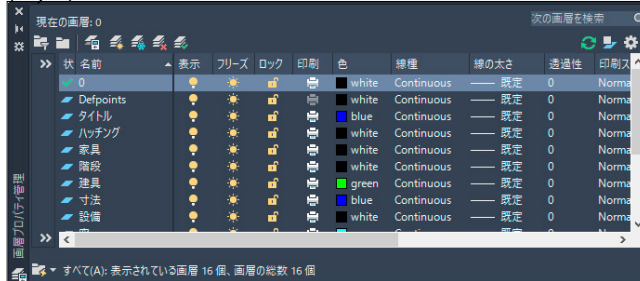 現在の画層: 0
次の画層を検索
状 名前 表示 フリーズ ロック 印刷 色 線種 線の太さ 透過性 印刷ス
0 white Continuous 既定 0 Norma
Defpoints white Continuous 既定 0 Norma
タイトル blue Continuous 既定 0 Norma
ハッチング white Continuous 既定 0 Norma
家具 white Continuous 既定 0 Norma
階段 white Continuous 既定 0 Norma
建具 green Continuous 既定 0 Norma
寸法 blue Continuous 既定 0 Norma
設備 white Continuous 既定 0 Norma
画層プロパティ管理
すべて(A): 表示されている画層 16 個、画層の総数 16 個